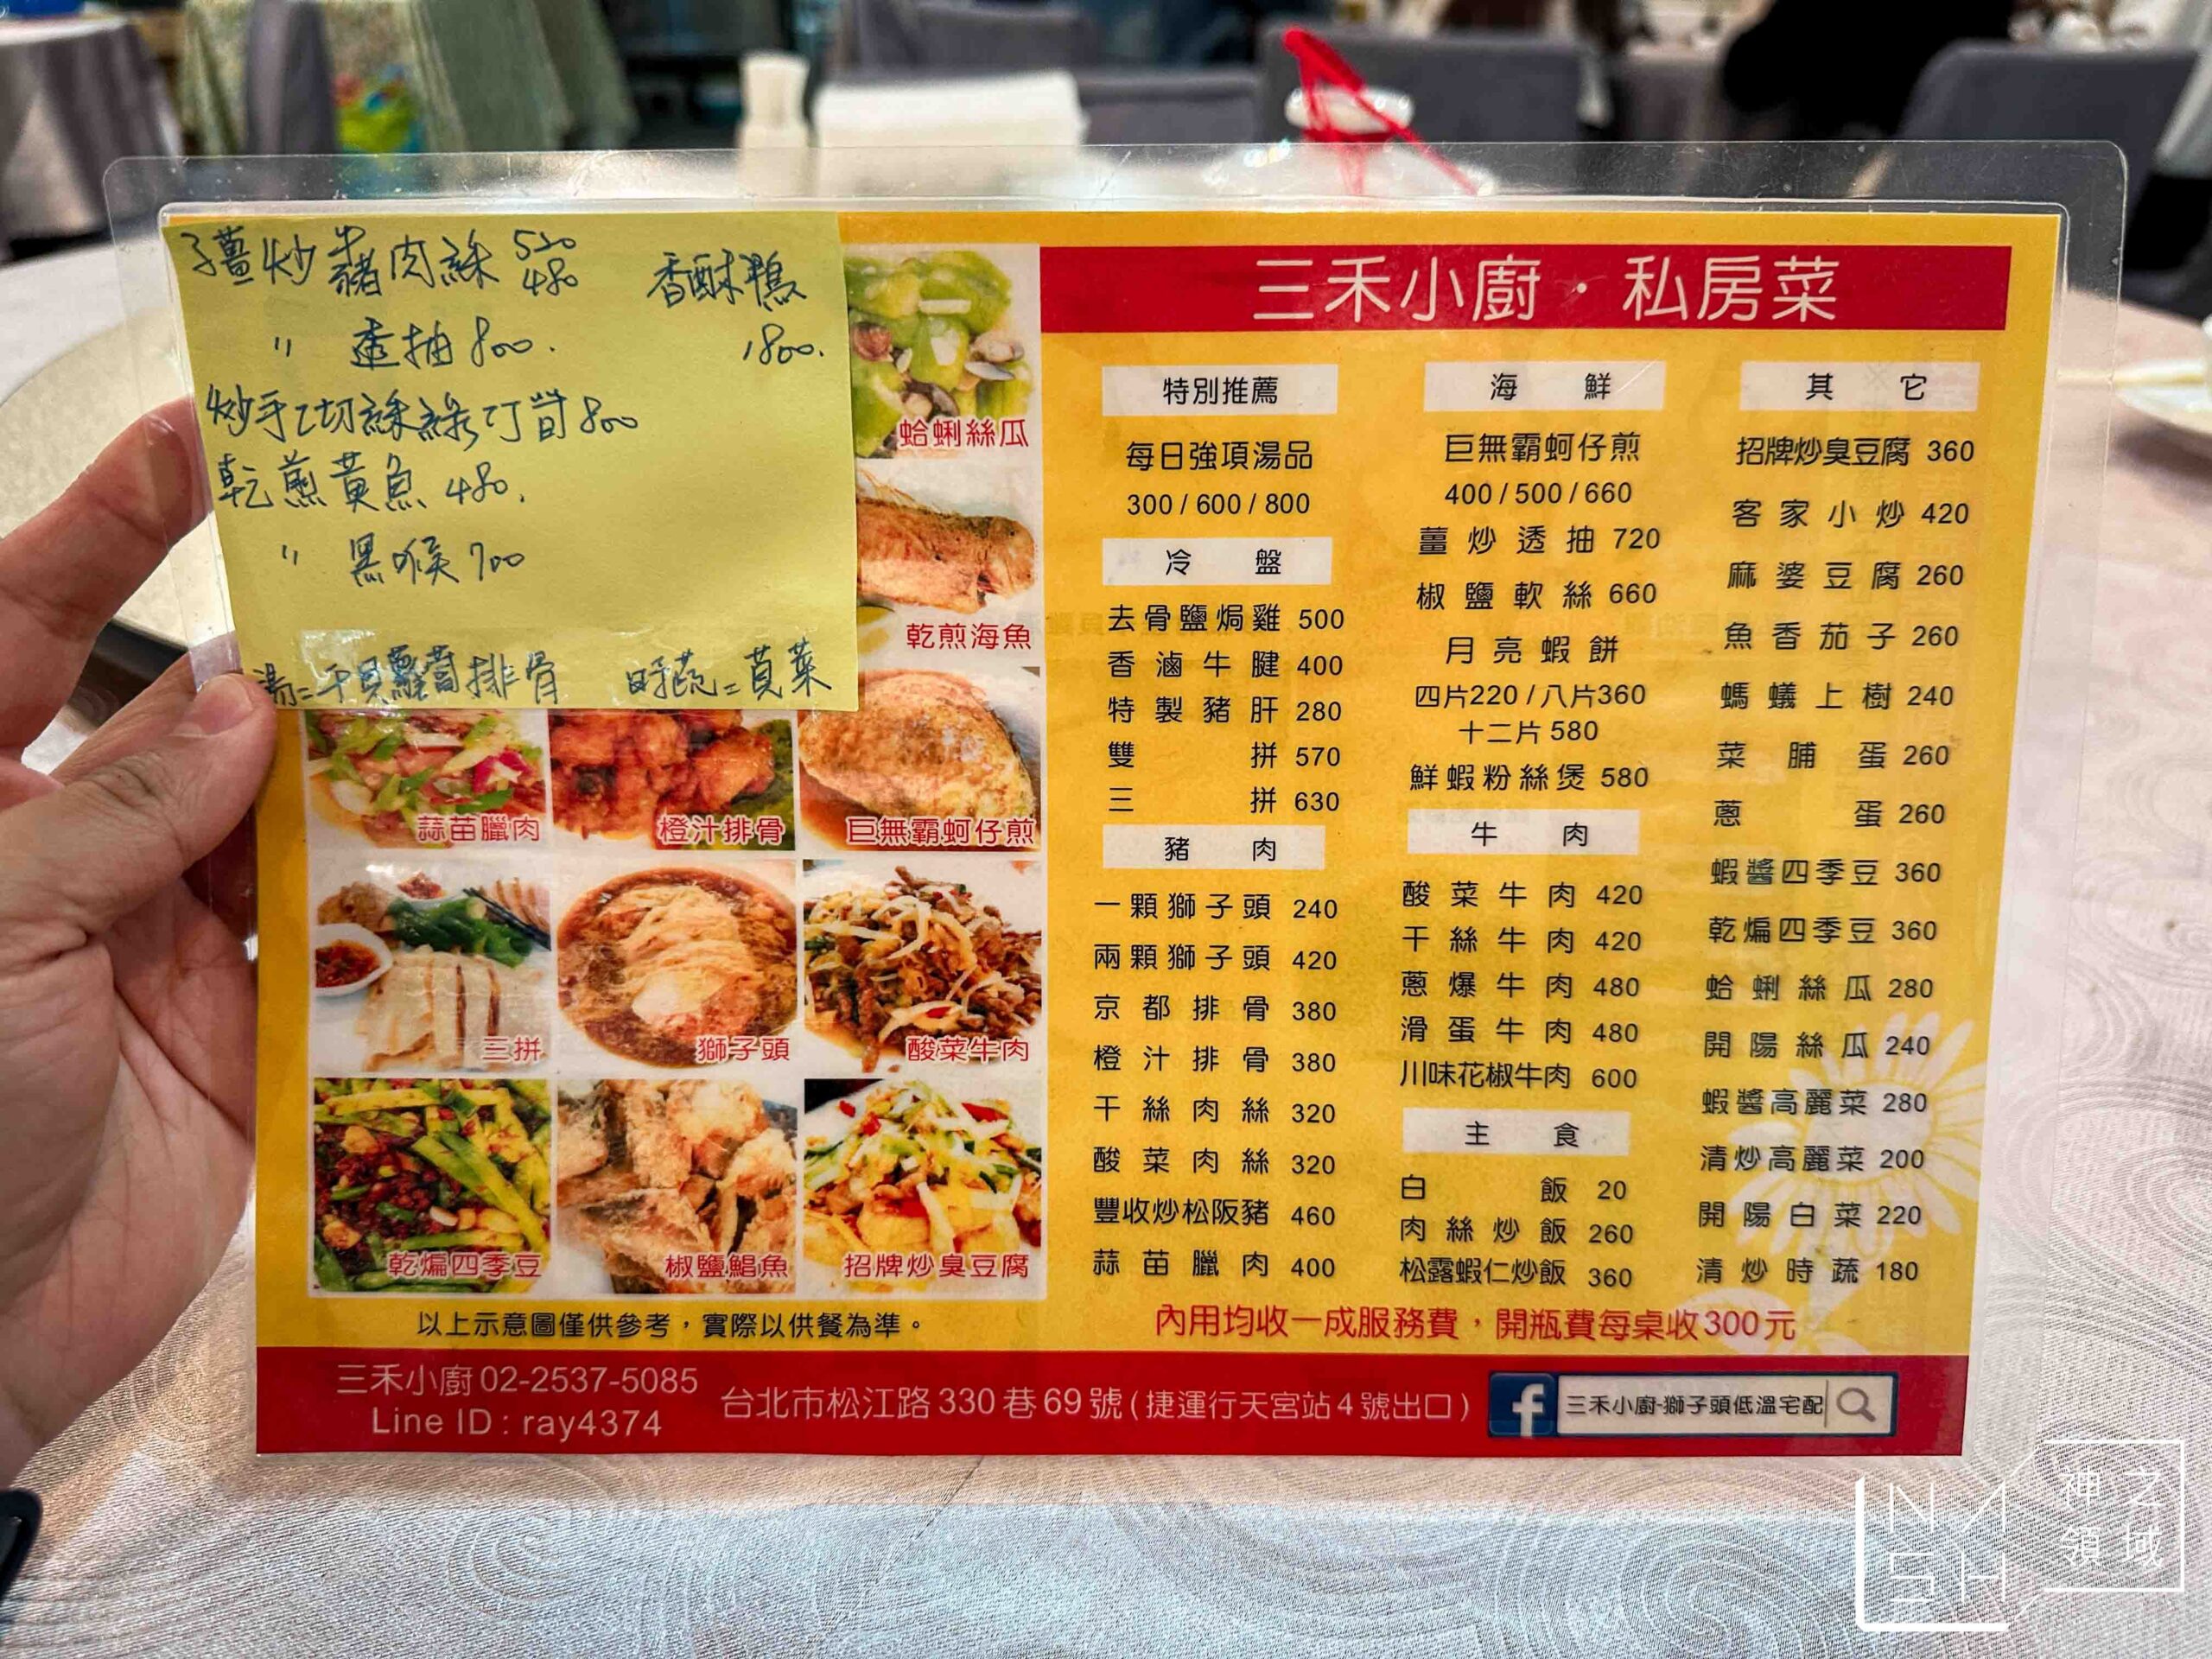 子薑炒牛豬肉絲 520 480
香酥鴨 1800.
〃 透抽 800.
炒手切絲綠竹筍 800
乾煎黃魚 480.
〃 黑喉 700
湯:干貝 排骨
時蔬:莧菜
蛤蜊絲瓜
乾煎海魚
蒜苗臘肉
橙汁排骨
巨無霸蚵仔煎
三拼
獅子頭
酸菜牛肉
乾煸四季豆
椒鹽鯧魚
招牌炒臭豆腐
以上示意圖僅供參考,實際以供餐為準。
三禾小廚・私房菜
特別推薦
每日強項湯品
300 / 600 / 800
冷盤
去骨鹽焗雞 500
香滷牛腱 400
特製豬肝 280
雙拼 570
三拼 630
豬肉
一顆獅子頭 240
兩顆獅子頭 420
京都排骨 380
橙汁排骨 380
干絲肉絲 320
酸菜肉絲 320
豐收炒松阪豬 460
蒜苗臘肉 400
海鮮
巨無霸蚵仔煎
400 / 500 / 660
薑炒透抽 720
椒鹽軟絲 660
月亮蝦餅
四片220 / 八片360
十二片 580
鮮蝦粉絲煲 580
牛肉
酸菜牛肉 420
干絲牛肉 420
蔥爆牛肉 480
滑蛋牛肉 480
川味花椒牛肉 600
主食
白飯 20
肉絲炒飯 260
松露蝦仁炒飯 360
其它
招牌炒臭豆腐 360
客家小炒 420
麻婆豆腐 260
魚香茄子 260
螞蟻上樹 240
菜脯蛋 260
蔥蛋 260
蝦醬四季豆 360
乾煸四季豆 360
蛤蜊絲瓜 280
開陽絲瓜 240
蝦醬高麗菜 280
清炒高麗菜 200
開陽白菜 220
清炒時蔬 180
內用均收一成服務費,開瓶費每桌收300元
三禾小廚 02-2537-5085
Line ID : ray4374
台北市松江路 330 巷 69 號 ( 捷運行天宮站 4 號出口 )
f 三禾小廚-獅子頭低溫宅配
神之
領域